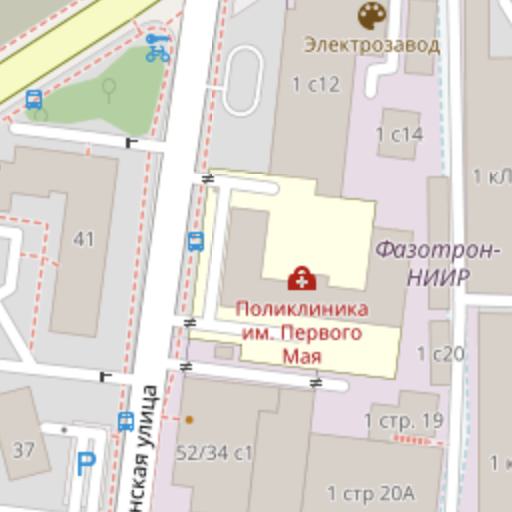 Электрозавод
1 с12
1 с14
1 кЛ
41
Фазотрон-
НИИР
Поликлиника
им. Первого
Мая
1 с20
нская улица
1 стр. 19
37
P
52/34 с1
1 к
1 стр 20А